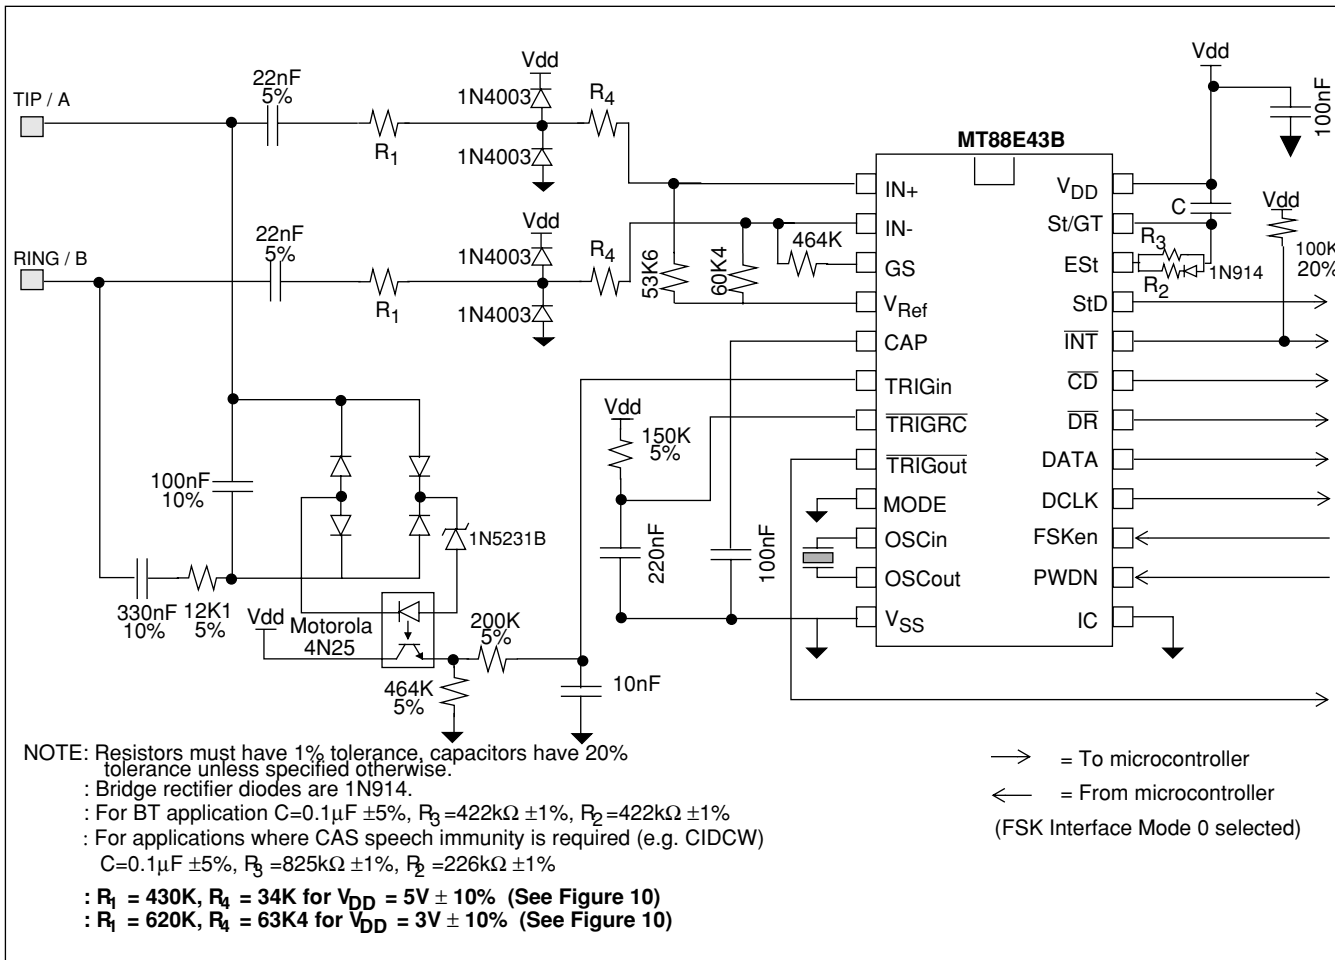 TIP / A
22nF
5%
R1
Vdd
1N4003
1N4003
R4
RING / B
22nF
5%
R1
Vdd
1N4003
1N4003
R4
53K6
60K4
464K
MT88E43B
IN+
IN-
GS
VRef
CAP
TRIGin
TRIGRC
TRIGout
MODE
OSCin
OSCout
VSS
VDD
St/GT
ESt
StD
INT
CD
DR
DATA
DCLK
FSKen
PWDN
IC
Vdd
100nF
C
R3
R2
1N914
Vdd
100K
20%
100nF
10%
330nF
10%
12K1
5%
1N5231B
Vdd
Motorola
4N25
464K
5%
200K
5%
10nF
Vdd
150K
5%
220nF
100nF
NOTE: Resistors must have 1% tolerance, capacitors have 20%
tolerance unless specified otherwise.
: Bridge rectifier diodes are 1N914.
: For BT application C=0.1µF ±5%, R3 =422kΩ ±1%, R2 =422kΩ ±1%
: For applications where CAS speech immunity is required (e.g. CIDCW)
C=0.1µF ±5%, R3 =825kΩ ±1%, R2 =226kΩ ±1%
: R1 = 430K, R4 = 34K for VDD = 5V ± 10% (See Figure 10)
: R1 = 620K, R4 = 63K4 for VDD = 3V ± 10% (See Figure 10)
= To microcontroller
= From microcontroller
(FSK Interface Mode 0 selected)